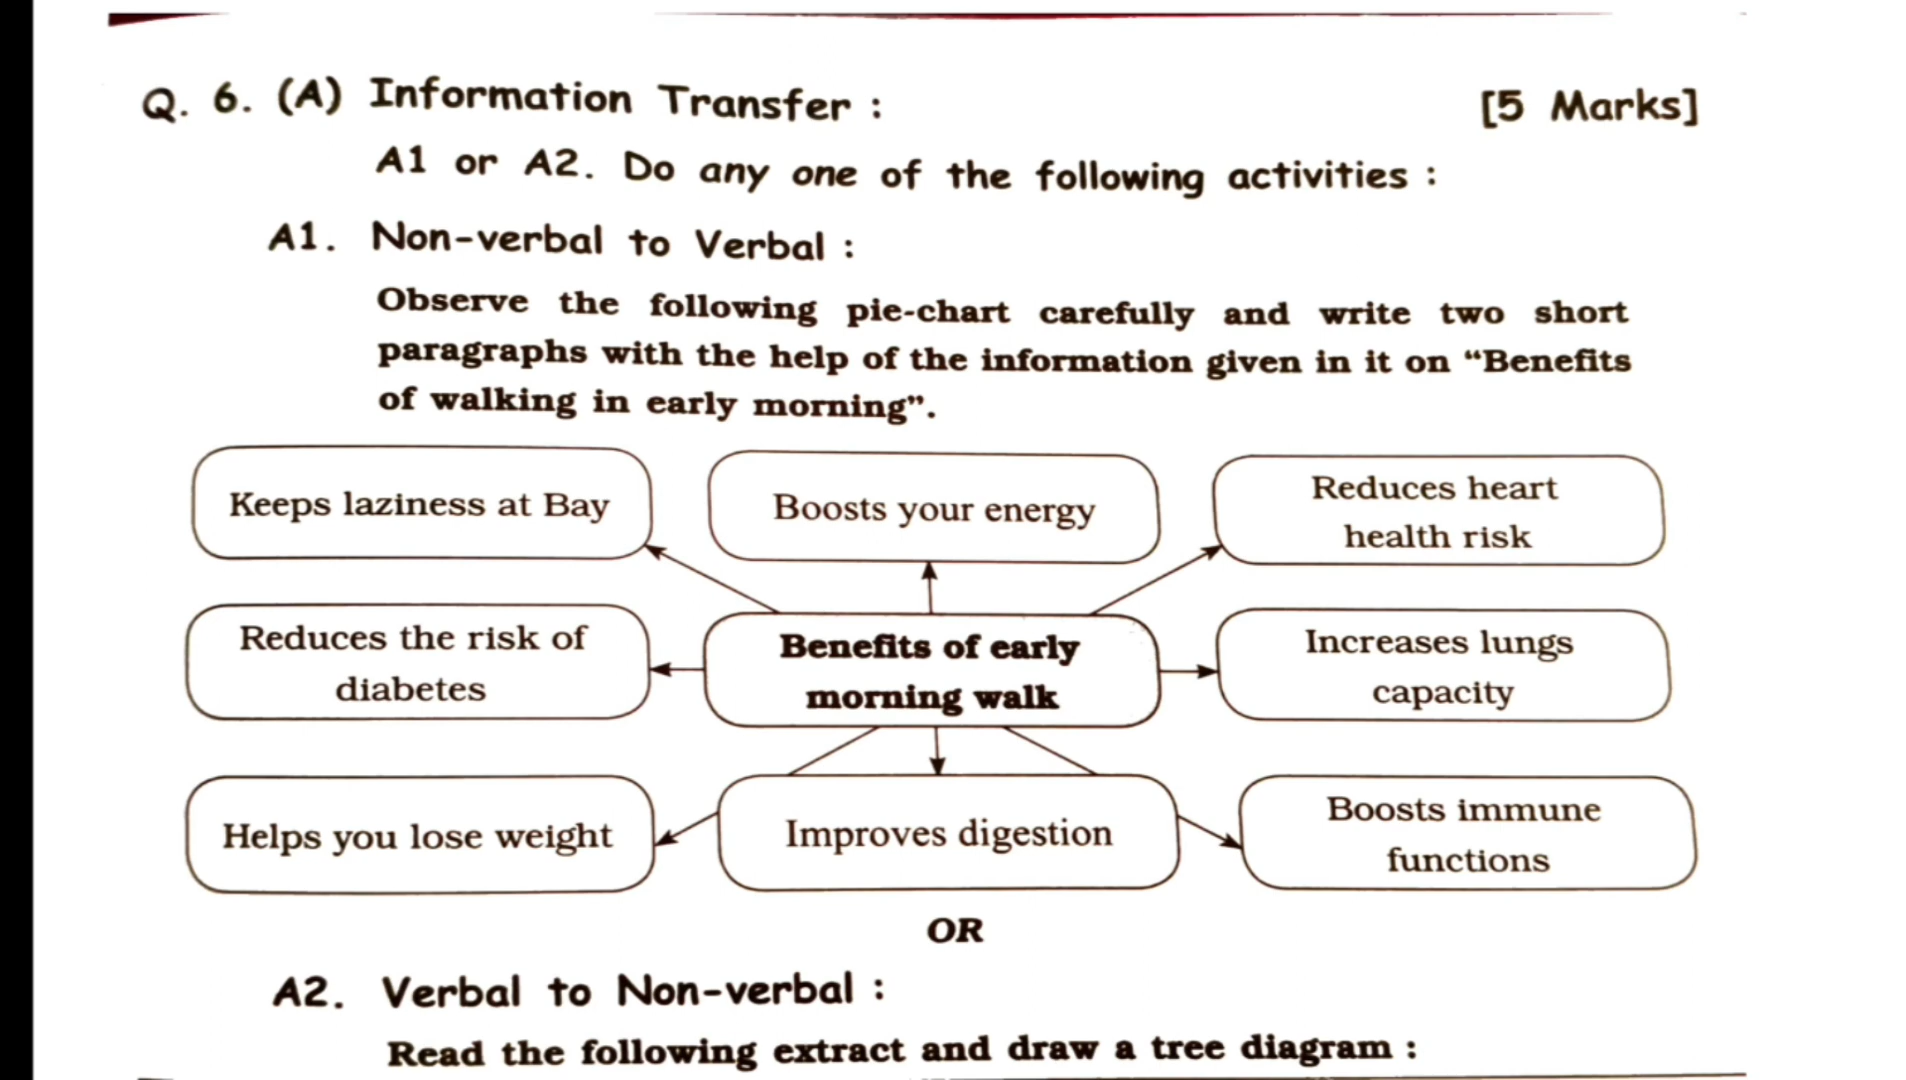 Q. 6. (A) Information Transfer : [5 Marks]
A1 or A2. Do any one of the following activities :
A1. Non-verbal to Verbal :
Observe the following pie-chart carefully and write two short
paragraphs with the help of the information given in it on “Benefits
of walking in early morning”.
Keeps laziness at Bay
Boosts your energy
Reduces heart
health risk
Reduces the risk of
diabetes
Benefits of early
morning walk
Increases lungs
capacity
Helps you lose weight
Improves digestion
Boosts immune
functions
OR
A2. Verbal to Non-verbal :
Read the following extract and draw a tree diagram :